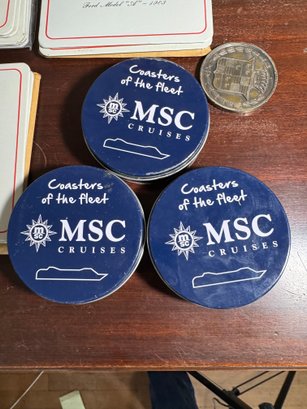 Ford Model "A" - 1903
Coasters
of the fleet
MSC
CRUISES
Coasters
of the fleet
MSC
CRUISES
Coasters
of the fleet
MSC
CRUISES